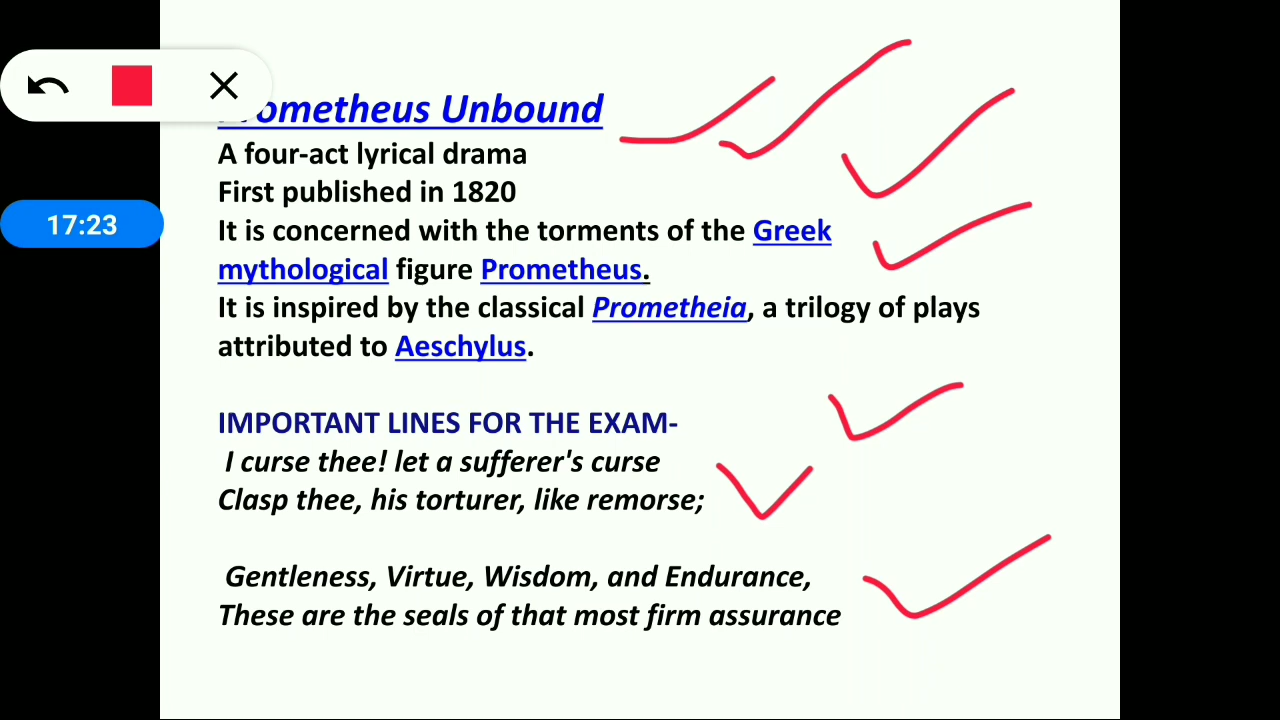 Prometheus Unbound
A four-act lyrical drama
First published in 1820
17:23
It is concerned with the torments of the Greek
mythological figure Prometheus.
It is inspired by the classical Prometheia, a trilogy of plays
attributed to Aeschylus.
IMPORTANT LINES FOR THE EXAM-
I curse thee! let a sufferer's curse
Clasp thee, his torturer, like remorse;
Gentleness, Virtue, Wisdom, and Endurance,
These are the seals of that most firm assurance